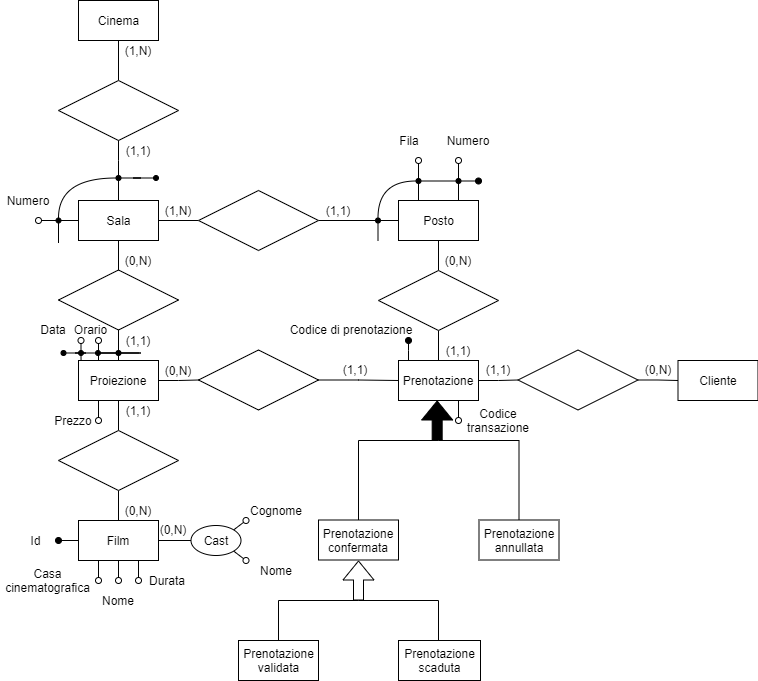 Cinema
(1,N)
(1,1)
Numero
Sala
(1,N)
(1,1)
Fila
Numero
Posto
(0,N)
(0,N)
Data
Orario
(1,1)
Codice di prenotazione
(1,1)
Proiezione
(0,N)
(1,1)
Prenotazione
(1,1)
(0,N)
Cliente
Prezzo
(1,1)
Codice
transazione
(0,N)
Id
Film
(0,N)
Cast
Cognome
Nome
Casa
cinematografica
Nome
Durata
Prenotazione
confermata
Prenotazione
annullata
Prenotazione
validata
Prenotazione
scaduta